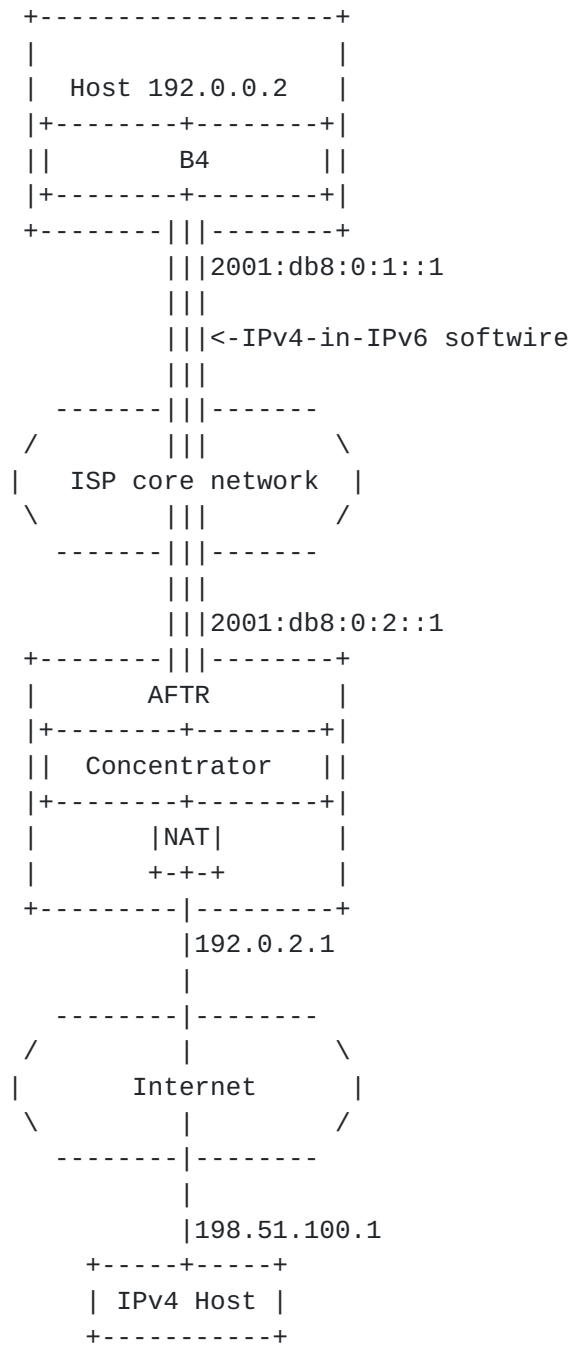 Host 192.0.0.2
B4
2001:db8:0:1::1
<-IPv4-in-IPv6 softwire
ISP core network
2001:db8:0:2::1
AFTR
Concentrator
NAT
192.0.2.1
Internet
198.51.100.1
IPv4 Host